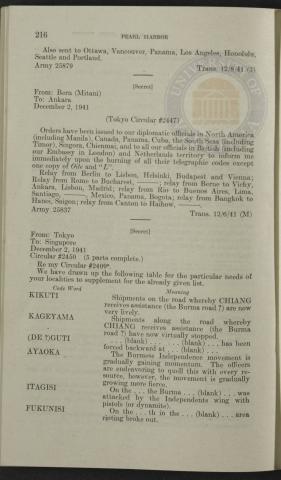 216 PEARL HARBOR
Also sent to Ottawa, Vancouver, Panama, Los Angeles, Honolulu,
Seattle and Portland.
Army 25879 Trans. 12/6/41 (2)
[Secret]
From: Bern (Mitani)
To: Ankara
December 2, 1941
(Tokyo Circular #2447)
Orders have been issued to our diplomatic officials in North America
(including Manila), Canada, Panama, Cuba, the South Seas (including
Timor), Saigon, Chienmai, and to all our officials in British (including
our Embassy in London) and Netherlands territory to inform me
immediately upon the burning of all their telegraphic codes except
one copy of Oite and "L".
Relay from Berlin to Lisbon, Helsinki, Budapest and Vienna;
Relay from Rome to Bucharest, ———; relay from Berne to Vichy,
Ankara, Lisbon, Madrid; relay from Rio to Buenos Aires, Lima,
Santiago, ———, Mexico, Panama, Bogota; relay from Bangkok to
Hanoi, Saigon; relay from Canton to Haihow, ———.
Army 25837 Trans. 12/6/41 (M)
[Secret]
From: Tokyo
To: Singapore
December 2, 1941
Circular #2450 (5 parts complete.)
Re my Circular #2409*.
We have drawn up the following table for the particular needs of
your localities to supplement for the already given list.
Code Word Meaning
KIKUTI Shipments on the road whereby CHIANG
receives assistance (the Burma road ?) are now
very lively.
KAGEYAMA Shipments along the road whereby
CHIANG receives assistance (the Burma
road ?) have now virtually stopped.
(DE ?)GUTI . . . (blank) . . . (blank) . . . has been
forced backward at . . . (blank) . . .
AYAOKA The Burmese Independence movement is
gradually gaining momentum. The officers
are endeavoring to quell this with every re-
source, however, the movement is gradually
growing more fierce.
ITAGISI On the . . . the Burma . . . (blank) . . . was
attacked by the Independents wing with
pistols (or dynamite).
FUKUNISI On the . . . th in the . . . (blank) . . . area
rioting broke out.